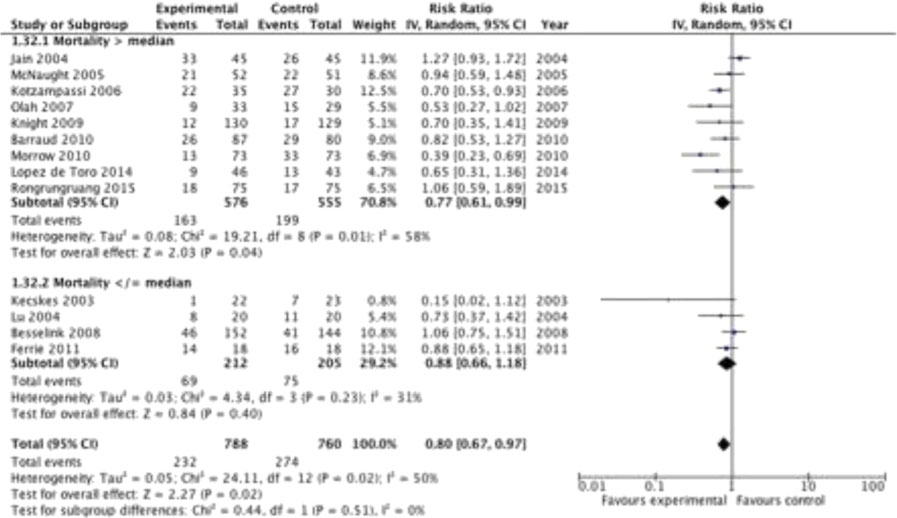 Experimental Control Risk Ratio Risk Ratio
Study or Subgroup Events Total Events Total Weight IV, Random, 95% CI Year IV, Random, 95% CI
1.32.1 Mortality > median
Jain 2004 33 45 26 45 11.9% 1.27 [0.93, 1.72] 2004
McNaught 2005 21 52 22 51 8.6% 0.94 [0.59, 1.48] 2005
Kotzampassi 2006 22 35 27 30 12.5% 0.70 [0.53, 0.93] 2006
Olah 2007 9 33 15 29 5.5% 0.53 [0.27, 1.02] 2007
Knight 2009 12 130 17 129 5.1% 0.70 [0.35, 1.41] 2009
Barraud 2010 26 87 29 80 9.0% 0.82 [0.53, 1.27] 2010
Morrow 2010 13 73 33 73 6.9% 0.39 [0.23, 0.69] 2010
Lopez de Toro 2014 9 46 13 43 4.7% 0.65 [0.31, 1.36] 2014
Rongrungruang 2015 18 75 17 75 6.5% 1.06 [0.59, 1.89] 2015
Subtotal (95% CI) 576 555 70.8% 0.77 [0.61, 0.99]
Total events 163 199
Heterogeneity: Tau² = 0.08; Chi² = 19.21, df = 8 (P = 0.01); I² = 58%
Test for overall effect: Z = 2.03 (P = 0.04)
1.32.2 Mortality </= median
Kecskes 2003 1 22 7 23 0.8% 0.15 [0.02, 1.12] 2003
Lu 2004 8 20 11 20 5.4% 0.73 [0.37, 1.42] 2004
Besselink 2008 46 152 41 144 10.8% 1.06 [0.75, 1.51] 2008
Ferrie 2011 14 18 16 18 12.1% 0.88 [0.65, 1.18] 2011
Subtotal (95% CI) 212 205 29.2% 0.88 [0.66, 1.18]
Total events 69 75
Heterogeneity: Tau² = 0.03; Chi² = 4.34, df = 3 (P = 0.23); I² = 31%
Test for overall effect: Z = 0.84 (P = 0.40)
Total (95% CI) 788 760 100.0% 0.80 [0.67, 0.97]
Total events 232 274
Heterogeneity: Tau² = 0.05; Chi² = 24.11, df = 12 (P = 0.02); I² = 50%
Test for overall effect: Z = 2.27 (P = 0.02)
Test for subgroup differences: Chi² = 0.44, df = 1 (P = 0.51), I² = 0%
0.01 0.1 1 10 100
Favours experimental Favours control